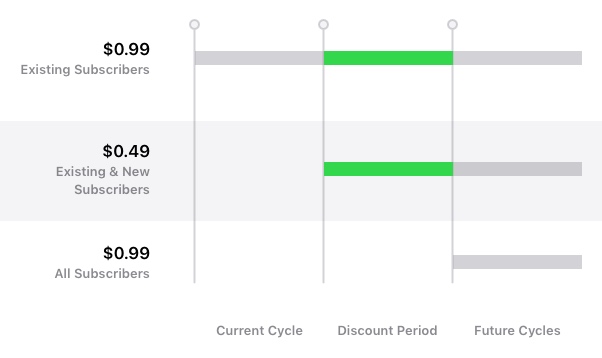 $0.99
Existing Subscribers
$0.49
Existing & New
Subscribers
$0.99
All Subscribers
Current Cycle
Discount Period
Future Cycles